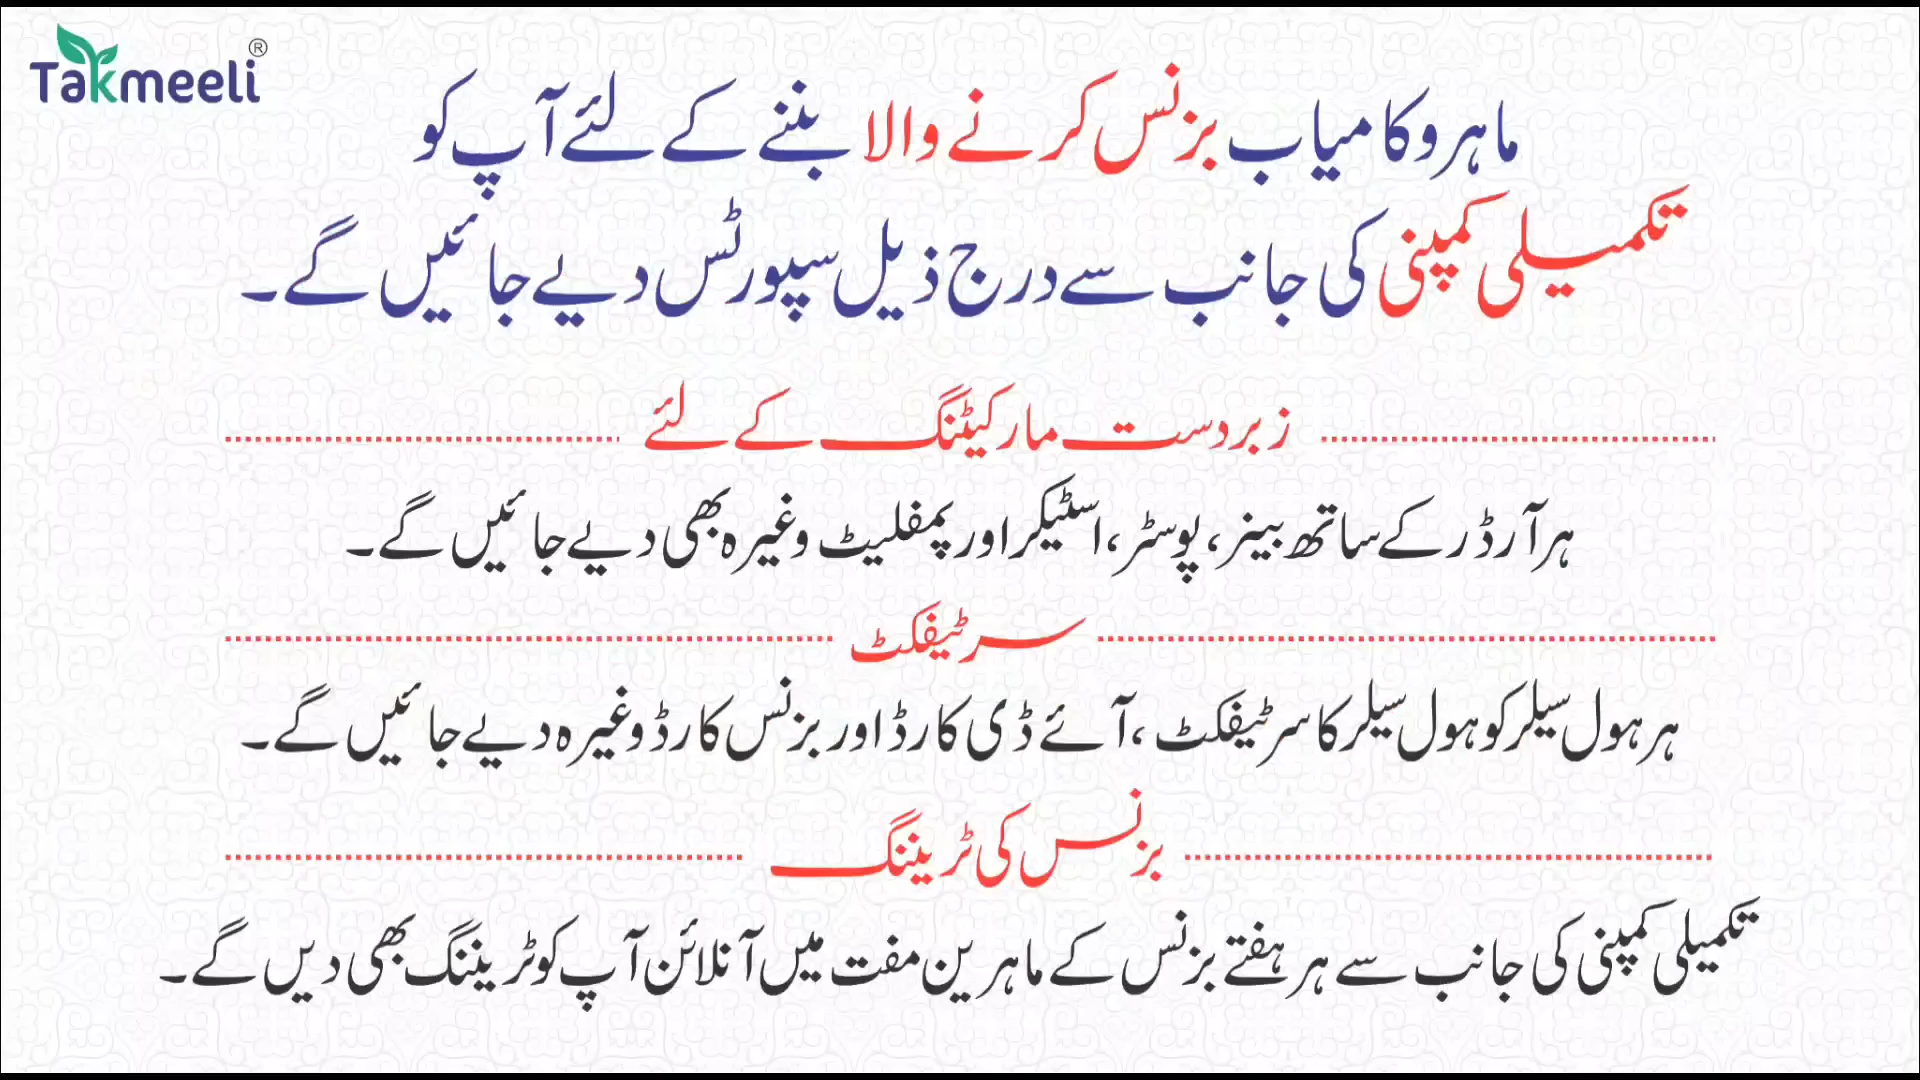 Takmeeli®
ماہر و کامیاب بزنس کرنے والا بننے کے لئے آپ کو
تکمیلی کمپنی کی جانب سے درج ذیل سپورٹس دیے جائیں گے۔
زبردست مارکیٹنگ کے لئے
ہر آرڈر کے ساتھ بینر، پوسٹر، اسٹیکر اور پمفلیٹ وغیرہ بھی دیے جائیں گے۔
سرٹیفکٹ
ہر ہول سیلر کو ہول سیلر کا سرٹیفکٹ، آئے ڈی کارڈ اور بزنس کارڈ وغیرہ دیے جائیں گے۔
بزنس کی ٹریننگ
تکمیلی کمپنی کی جانب سے ہر ہفتے بزنس کے ماہرین مفت میں آنلائن آپ کو ٹریننگ بھی دیں گے۔